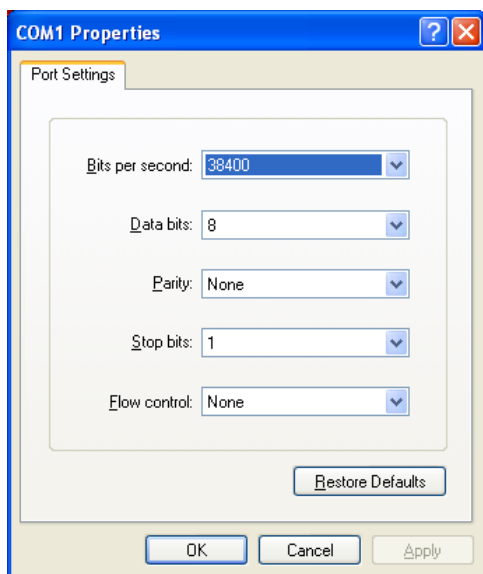 COM1 Properties
Port Settings
Bits per second: 38400
Data bits: 8
Parity: None
Stop bits: 1
Flow control: None
Restore Defaults
OK Cancel Apply